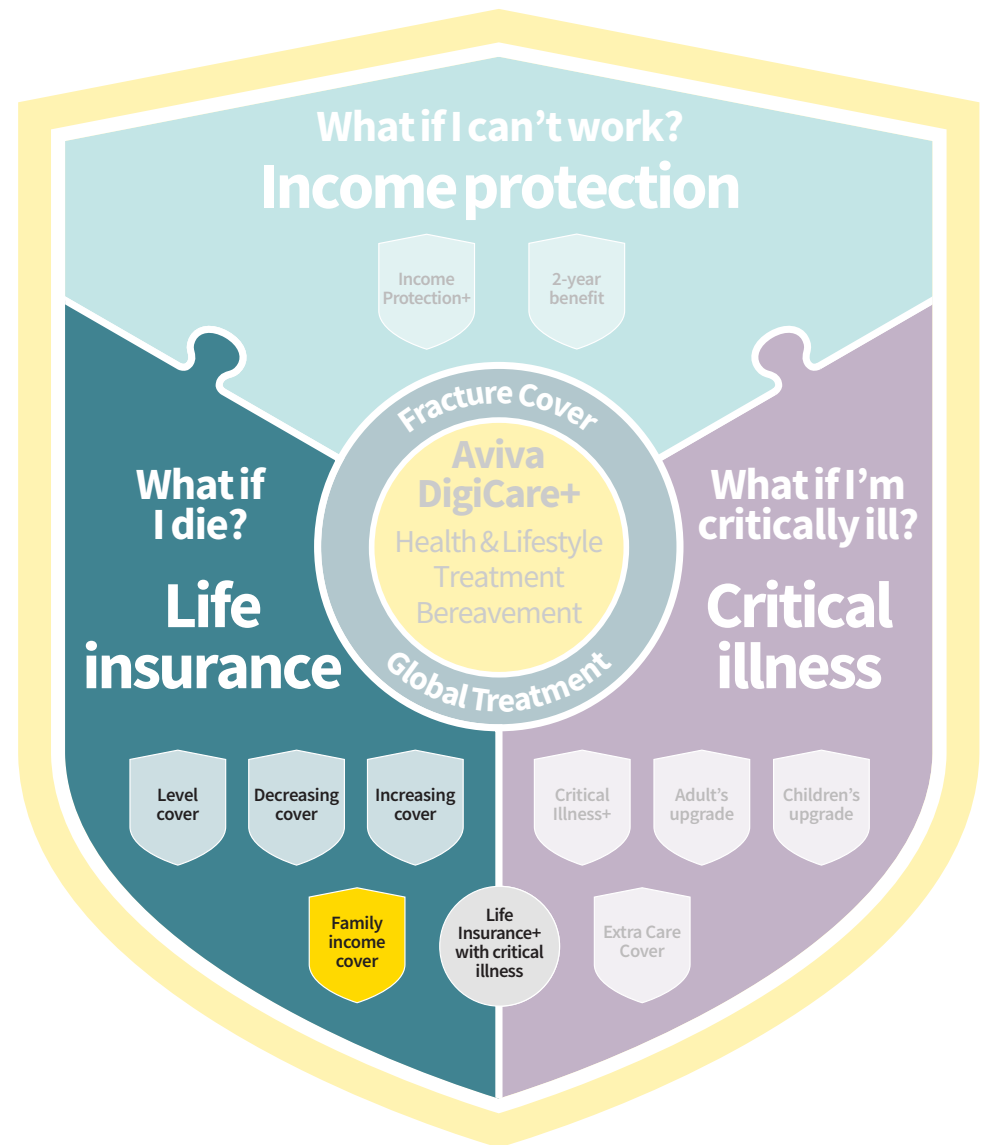 What if I can’t work?
Income protection
Income
Protection+
2-year
benefit
Fracture Cover
Aviva
DigiCare+
Health & Lifestyle
Treatment
Bereavement
Global Treatment
What if
I die?
Life
insurance
What if I’m
critically ill?
Critical
illness
Level
cover
Decreasing
cover
Increasing
cover
Critical
Illness+
Adult’s
upgrade
Children’s
upgrade
Family
income
cover
Life
Insurance+
with critical
illness
Extra Care
Cover